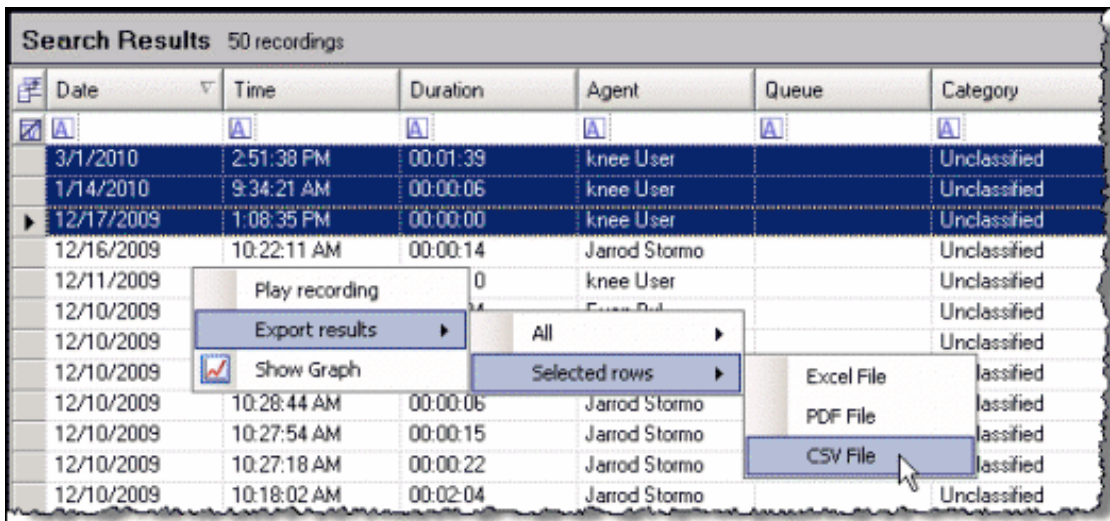 Search Results 50 recordings
Date Time Duration Agent Queue Category
A A A A A A
3/1/2010 2:51:38 PM 00:01:39 knee User Unclassified
1/14/2010 9:34:21 AM 00:00:06 knee User Unclassified
12/17/2009 1:08:35 PM 00:00:00 knee User Unclassified
12/16/2009 10:22:11 AM 00:00:14 Jarrod Stormo Unclassified
12/11/2009 0 knee User Unclassified
Play recording
12/10/2009 Unclassified
Export results All
12/10/2009 Unclassified
Show Graph Selected rows Excel File
12/10/2009 lassified
12/10/2009 10:28:44 AM 00:00:06 Jarrod Stormo lassified
PDF File
12/10/2009 10:27:54 AM 00:00:15 Jarrod Stormo lassified
CSV File
12/10/2009 10:27:18 AM 00:00:22 Jarrod Stormo lassified
12/10/2009 10:18:02 AM 00:02:04 Jarrod Stormo Unclassified